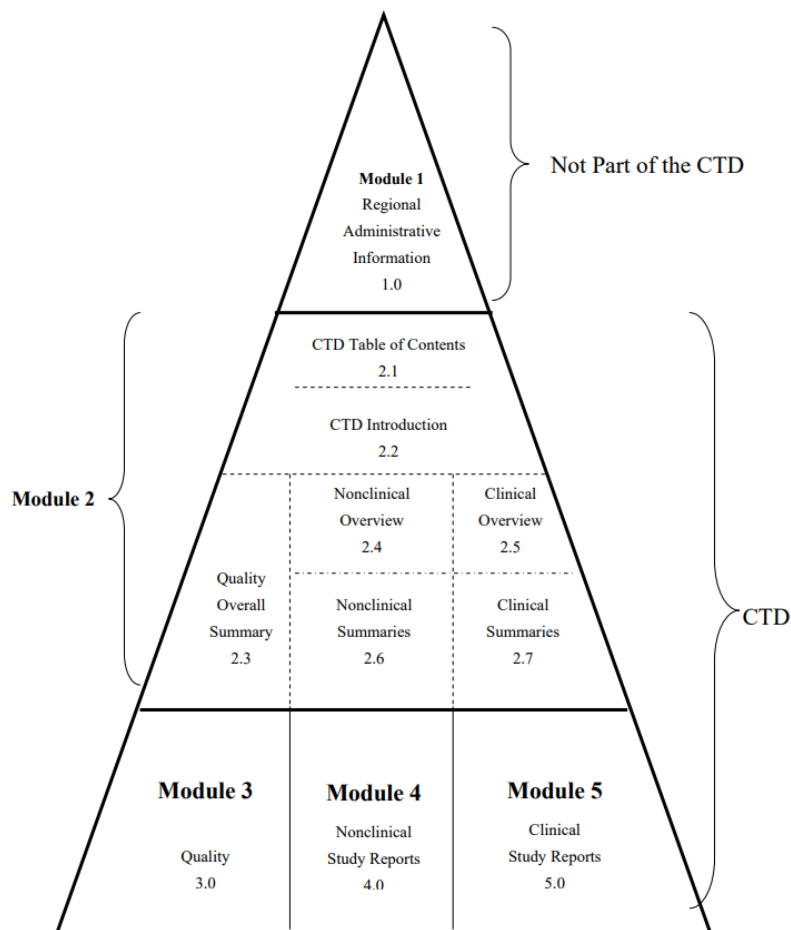 Module 1
Regional
Administrative
Information
1.0
Not Part of the CTD
CTD Table of Contents
2.1
CTD Introduction
2.2
Module 2
Nonclinical
Overview
2.4
Clinical
Overview
2.5
Quality
Overall
Summary
2.3
Nonclinical
Summaries
2.6
Clinical
Summaries
2.7
CTD
Module 3
Quality
3.0
Module 4
Nonclinical
Study Reports
4.0
Module 5
Clinical
Study Reports
5.0